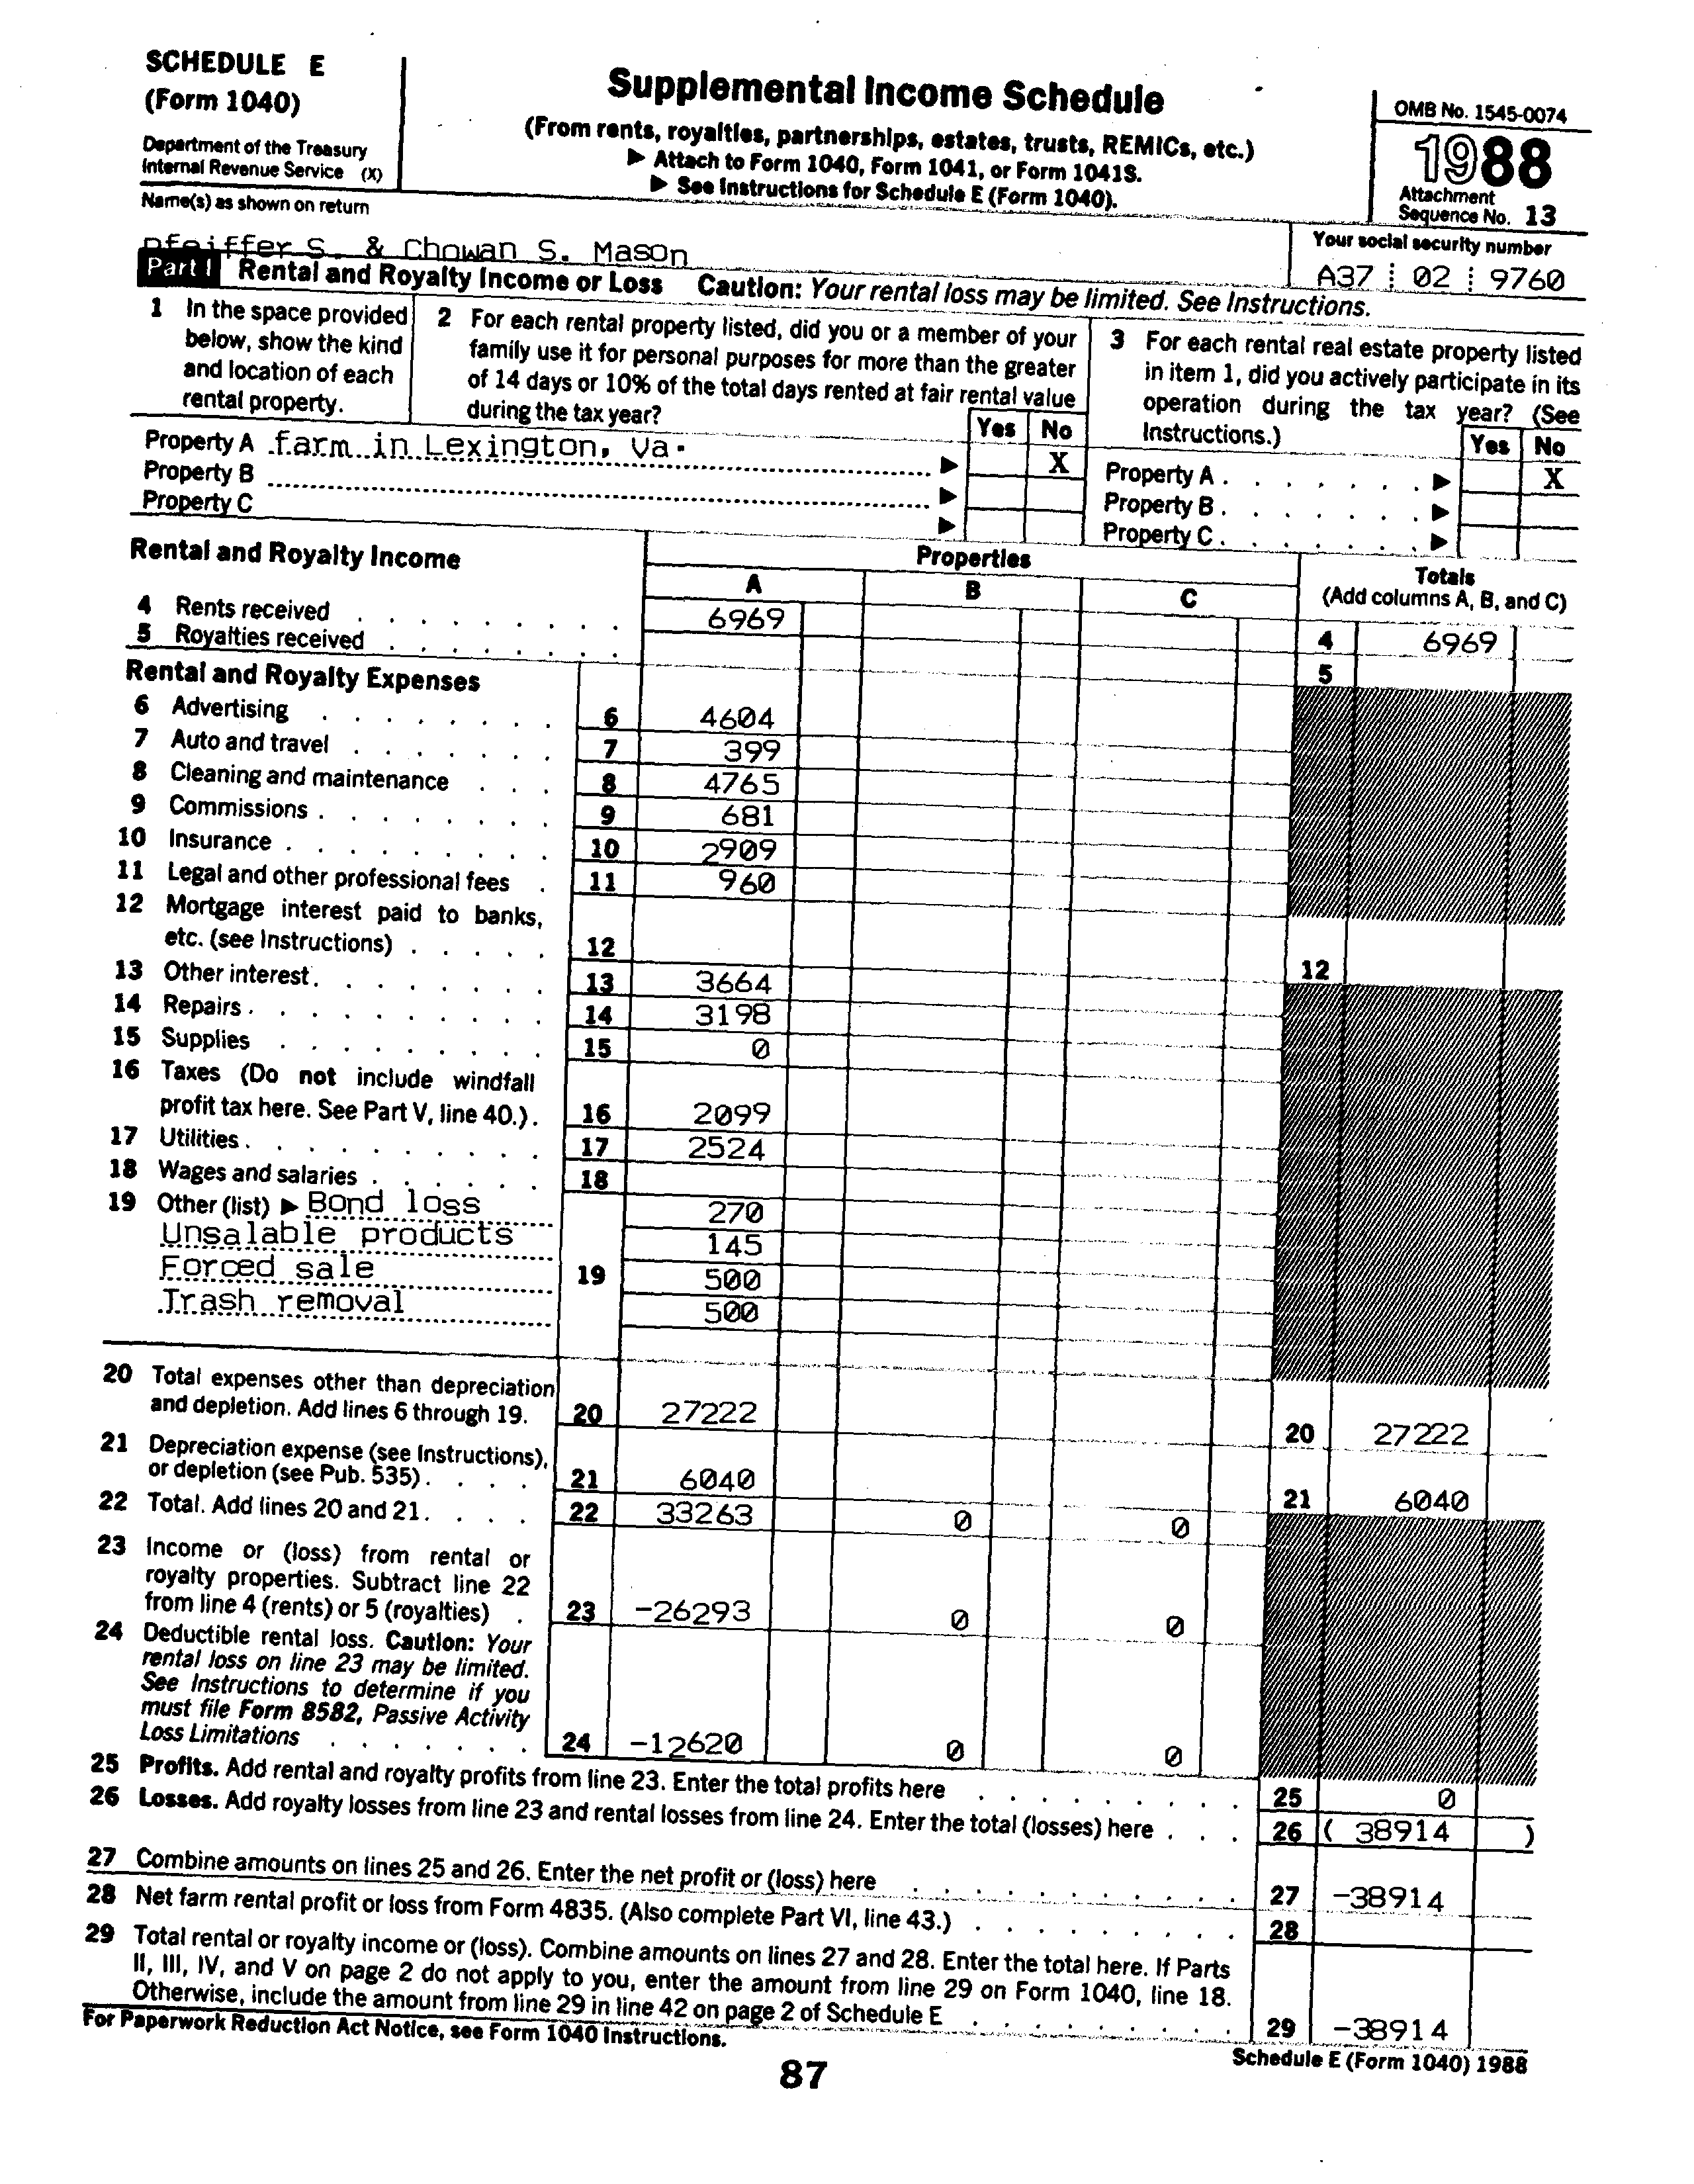 SCHEDULE E
(Form 1040)
Department of the Treasury
Internal Revenue Service (X)
Supplemental Income Schedule
(From rents, royalties, partnerships, estates, trusts, REMICs, etc.)
▶ Attach to Form 1040, Form 1041, or Form 1041S.
▶ See Instructions for Schedule E (Form 1040).
OMB No. 1545-0074
1988
Attachment
Sequence No. 13
Name(s) as shown on return
Pfeiffer S. & Chowan S. Mason
Your social security number
A37 02 9760
Part I Rental and Royalty Income or Loss Caution: Your rental loss may be limited. See Instructions.
1 In the space provided
below, show the kind
and location of each
rental property.
2 For each rental property listed, did you or a member of your
family use it for personal purposes for more than the greater
of 14 days or 10% of the total days rented at fair rental value
during the tax year?
Yes No
3 For each rental real estate property listed
in item 1, did you actively participate in its
operation during the tax year? (See
Instructions.)
Yes No
Property A farm in Lexington, Va. ▶ X
Property B ▶
Property C ▶
Property A ▶ X
Property B ▶
Property C ▶
Rental and Royalty Income
Properties
A B C
Totals
(Add columns A, B, and C)
4 Rents received 6969 4 6969
5 Royalties received 5
Rental and Royalty Expenses
6 Advertising 6 4604
7 Auto and travel 7 399
8 Cleaning and maintenance 8 4765
9 Commissions 9 681
10 Insurance 10 2909
11 Legal and other professional fees 11 960
12 Mortgage interest paid to banks,
etc. (see Instructions) 12 12
13 Other interest 13 3664
14 Repairs 14 3198
15 Supplies 15 0
16 Taxes (Do not include windfall
profit tax here. See Part V, line 40.) 16 2099
17 Utilities 17 2524
18 Wages and salaries 18
19 Other (list) ▶ Bond loss 270
Unsalable products 145
Forced sale 19 500
Trash removal 500
20 Total expenses other than depreciation
and depletion. Add lines 6 through 19. 20 27222 20 27222
21 Depreciation expense (see Instructions),
or depletion (see Pub. 535) 21 6040 21 6040
22 Total. Add lines 20 and 21 22 33263 0 0
23 Income or (loss) from rental or
royalty properties. Subtract line 22
from line 4 (rents) or 5 (royalties) 23 -26293 0 0
24 Deductible rental loss. Caution: Your
rental loss on line 23 may be limited.
See Instructions to determine if you
must file Form 8582, Passive Activity
Loss Limitations 24 -12620 0 0
25 Profits. Add rental and royalty profits from line 23. Enter the total profits here 25 0
26 Losses. Add royalty losses from line 23 and rental losses from line 24. Enter the total (losses) here 26 ( 38914 )
27 Combine amounts on lines 25 and 26. Enter the net profit or (loss) here 27 -38914
28 Net farm rental profit or loss from Form 4835. (Also complete Part VI, line 43.) 28
29 Total rental or royalty income or (loss). Combine amounts on lines 27 and 28. Enter the total here. If Parts
II, III, IV, and V on page 2 do not apply to you, enter the amount from line 29 on Form 1040, line 18.
Otherwise, include the amount from line 29 in line 42 on page 2 of Schedule E 29 -38914
For Paperwork Reduction Act Notice, see Form 1040 Instructions.
Schedule E (Form 1040) 1988
87